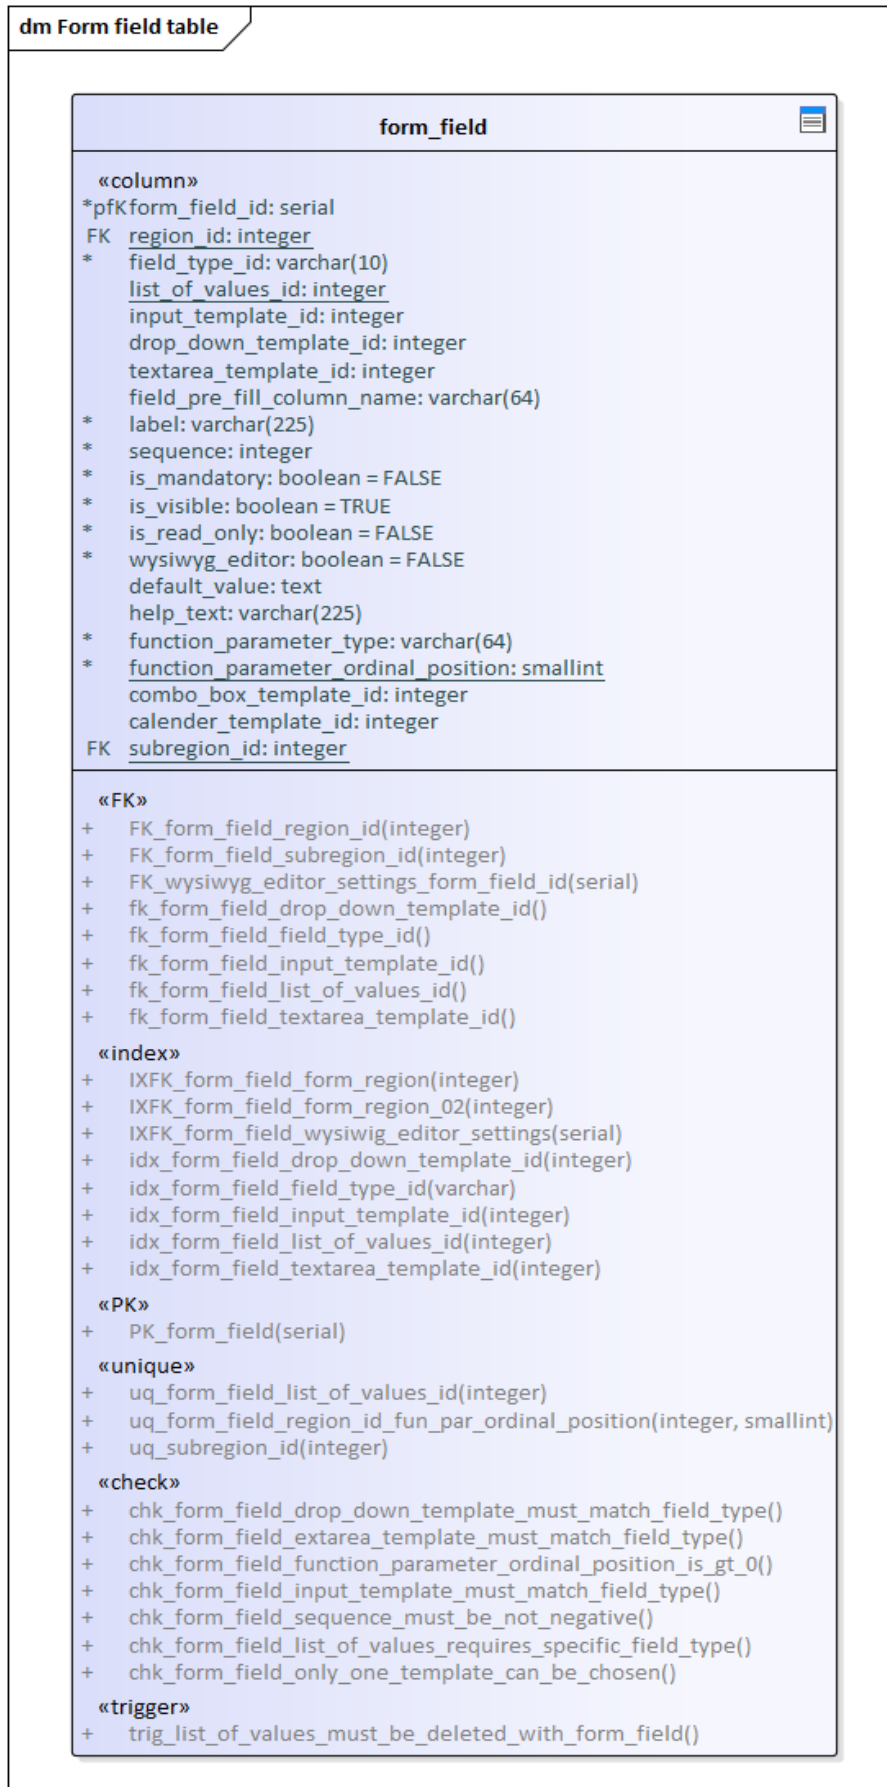 dm Form field table
form_field
«column»
*pfKform_field_id: serial
FK region_id: integer
* field_type_id: varchar(10)
list_of_values_id: integer
input_template_id: integer
drop_down_template_id: integer
textarea_template_id: integer
field_pre_fill_column_name: varchar(64)
* label: varchar(225)
* sequence: integer
* is_mandatory: boolean = FALSE
* is_visible: boolean = TRUE
* is_read_only: boolean = FALSE
* wysiwyg_editor: boolean = FALSE
default_value: text
help_text: varchar(225)
* function_parameter_type: varchar(64)
* function_parameter_ordinal_position: smallint
combo_box_template_id: integer
calender_template_id: integer
FK subregion_id: integer
«FK»
+ FK_form_field_region_id(integer)
+ FK_form_field_subregion_id(integer)
+ FK_wysiwyg_editor_settings_form_field_id(serial)
+ fk_form_field_drop_down_template_id()
+ fk_form_field_field_type_id()
+ fk_form_field_input_template_id()
+ fk_form_field_list_of_values_id()
+ fk_form_field_textarea_template_id()
«index»
+ IXFK_form_field_form_region(integer)
+ IXFK_form_field_form_region_02(integer)
+ IXFK_form_field_wysiwig_editor_settings(serial)
+ idx_form_field_drop_down_template_id(integer)
+ idx_form_field_field_type_id(varchar)
+ idx_form_field_input_template_id(integer)
+ idx_form_field_list_of_values_id(integer)
+ idx_form_field_textarea_template_id(integer)
«PK»
+ PK_form_field(serial)
«unique»
+ uq_form_field_list_of_values_id(integer)
+ uq_form_field_region_id_fun_par_ordinal_position(integer, smallint)
+ uq_subregion_id(integer)
«check»
+ chk_form_field_drop_down_template_must_match_field_type()
+ chk_form_field_extarea_template_must_match_field_type()
+ chk_form_field_function_parameter_ordinal_position_is_gt_0()
+ chk_form_field_input_template_must_match_field_type()
+ chk_form_field_sequence_must_be_not_negative()
+ chk_form_field_list_of_values_requires_specific_field_type()
+ chk_form_field_only_one_template_can_be_chosen()
«trigger»
+ trig_list_of_values_must_be_deleted_with_form_field()